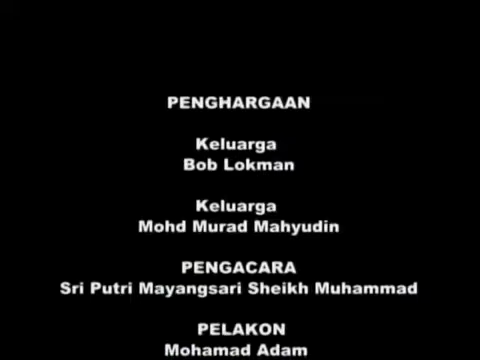 PENGHARGAAN
Keluarga
Bob Lokman
Keluarga
Mohd Murad Mahyudin
PENGACARA
Sri Putri Mayangsari Sheikh Muhammad
PELAKON
Mohamad Adam